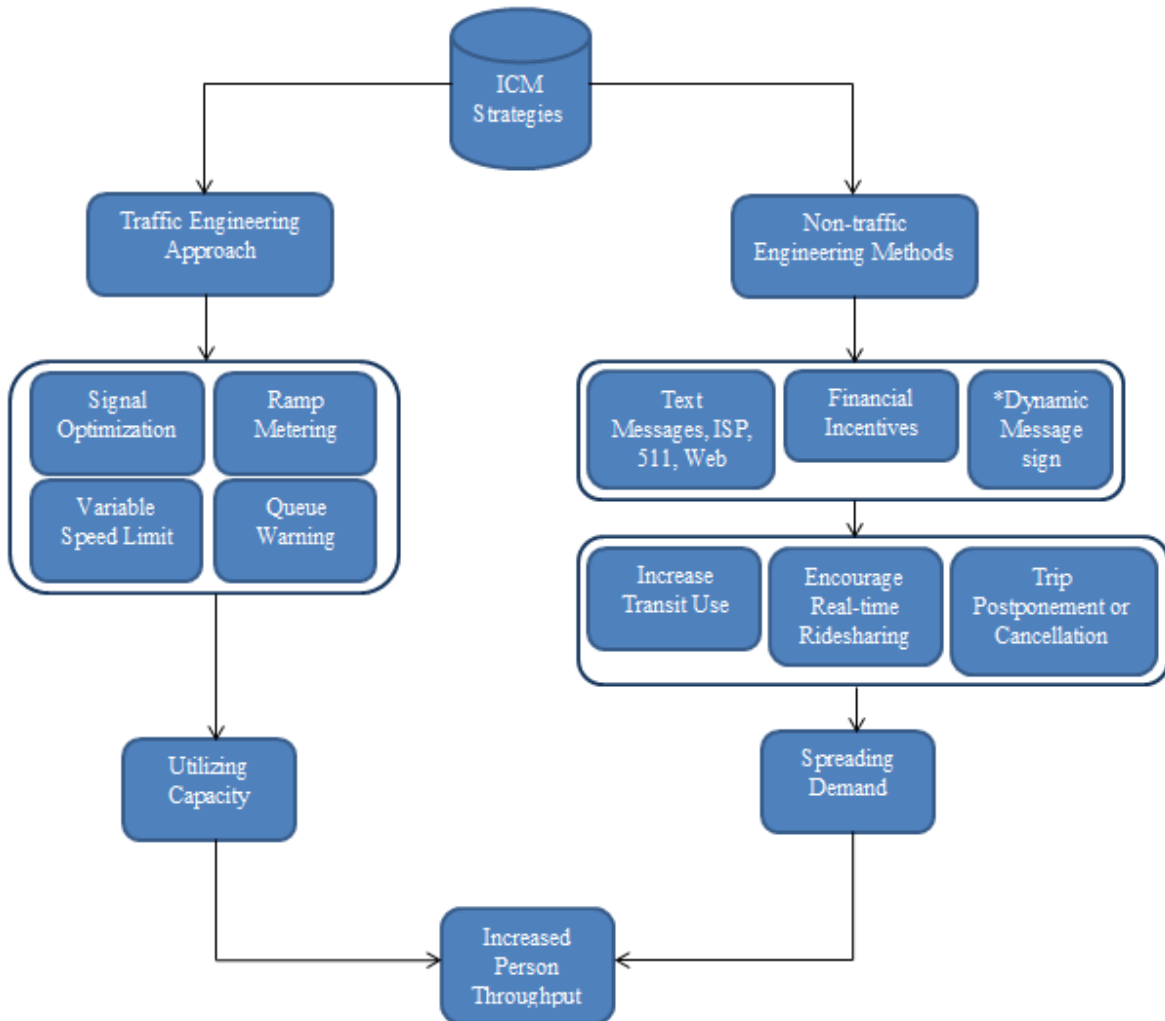 ICM
Strategies
Traffic Engineering
Approach
Non-traffic
Engineering Methods
Signal
Optimization
Ramp
Metering
Variable
Speed Limit
Queue
Warning
Text
Messages, ISP,
511, Web
Financial
Incentives
*Dynamic
Message
sign
Increase
Transit Use
Encourage
Real-time
Ridesharing
Trip
Postponement or
Cancellation
Utilizing
Capacity
Spreading
Demand
Increased
Person
Throughput